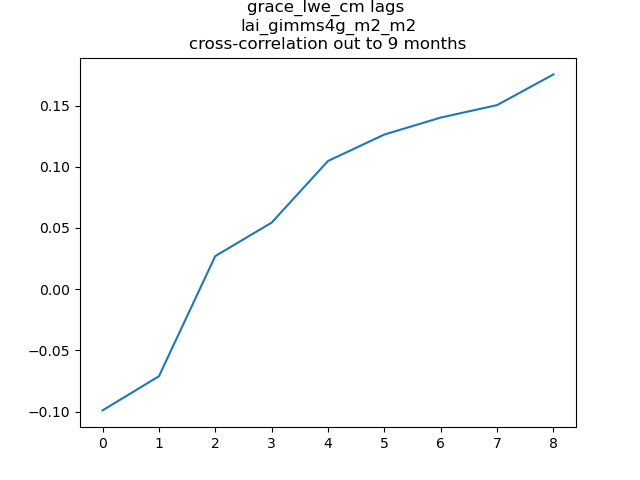 grace_lwe_cm lags
lai_gimms4g_m2_m2
cross-correlation out to 9 months
0.15
0.10
0.05
0.00
−0.05
−0.10
0 1 2 3 4 5 6 7 8